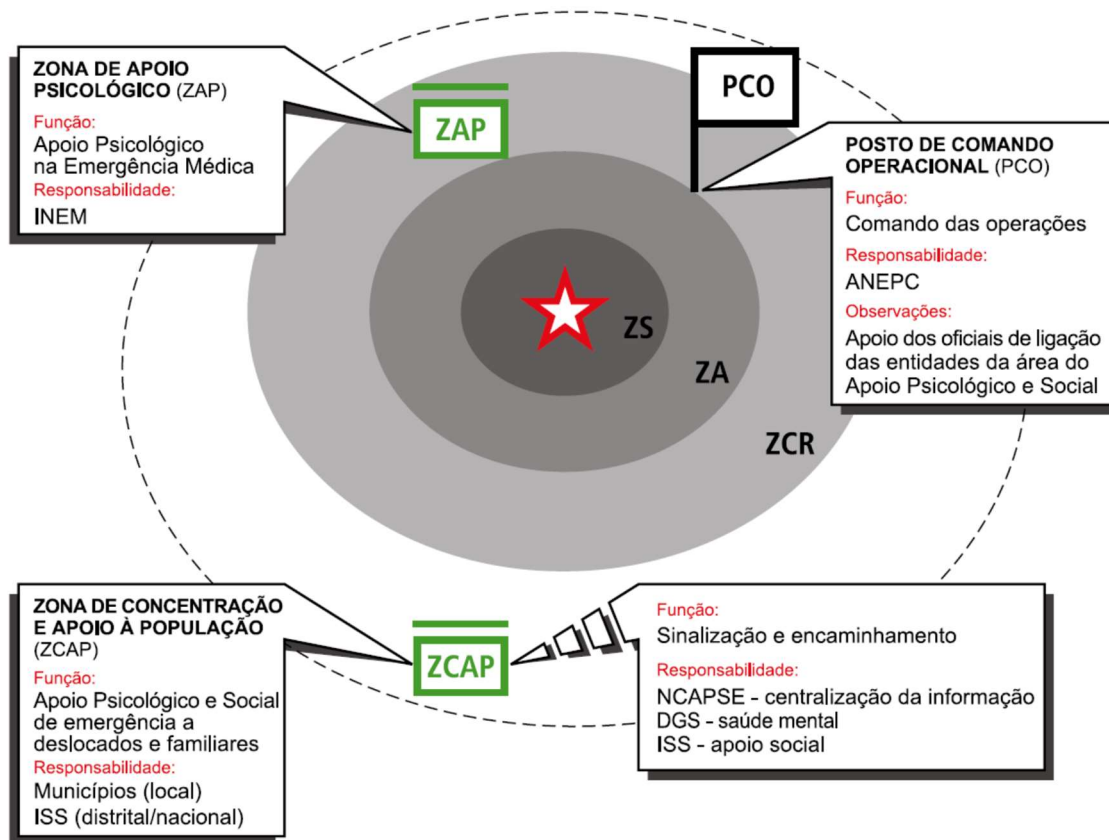 ZONA DE APOIO
PSICOLÓGICO (ZAP)
Função:
Apoio Psicológico
na Emergência Médica
Responsabilidade:
INEM
ZAP
PCO
POSTO DE COMANDO
OPERACIONAL (PCO)
Função:
Comando das operações
Responsabilidade:
ANEPC
Observações:
Apoio dos oficiais de ligação
das entidades da área do
Apoio Psicológico e Social
ZS
ZA
ZCR
ZONA DE CONCENTRAÇÃO
E APOIO À POPULAÇÃO
(ZCAP)
Função:
Apoio Psicológico e Social
de emergência a
deslocados e familiares
Responsabilidade:
Municípios (local)
ISS (distrital/nacional)
ZCAP
Função:
Sinalização e encaminhamento
Responsabilidade:
NCAPSE - centralização da informação
DGS - saúde mental
ISS - apoio social